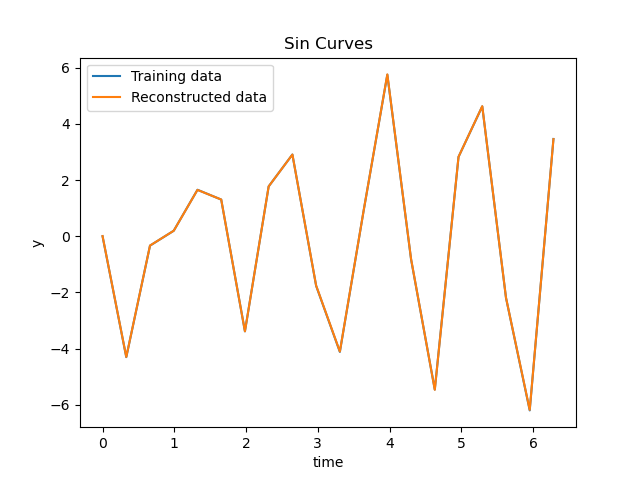 Sin Curves
Training data
Reconstructed data
6
4
2
0
−2
−4
−6
y
0 1 2 3 4 5 6
time